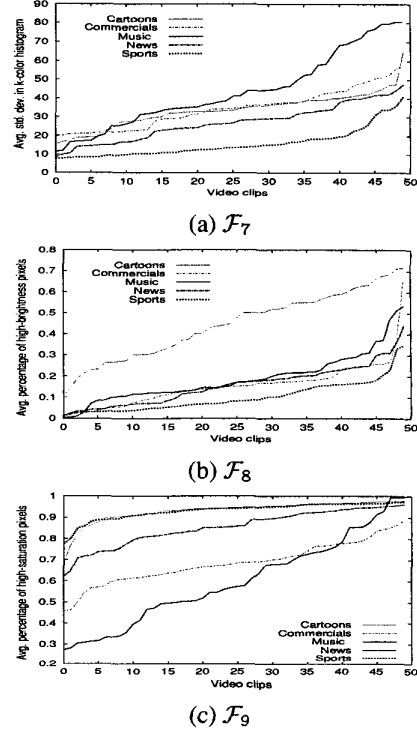 90
80
70
60
50
40
30
20
10
0
Avg. std. dev. in k-color histogram
Cartoons
Commercials
Music
News
Sports
0 5 10 15 20 25 30 35 40 45 50
Video clips
(a) F7
0.8
0.7
0.6
0.5
0.4
0.3
0.2
0.1
0
Avg. percentage of high-brightness pixels
Cartoons
Commercials
Music
News
Sports
0 5 10 15 20 25 30 35 40 45 50
Video clips
(b) F8
1
0.9
0.8
0.7
0.6
0.5
0.4
0.3
0.2
Avg. percentage of high-saturation pixels
Cartoons
Commercials
Music
News
Sports
0 5 10 15 20 25 30 35 40 45 50
Video clips
(c) F9